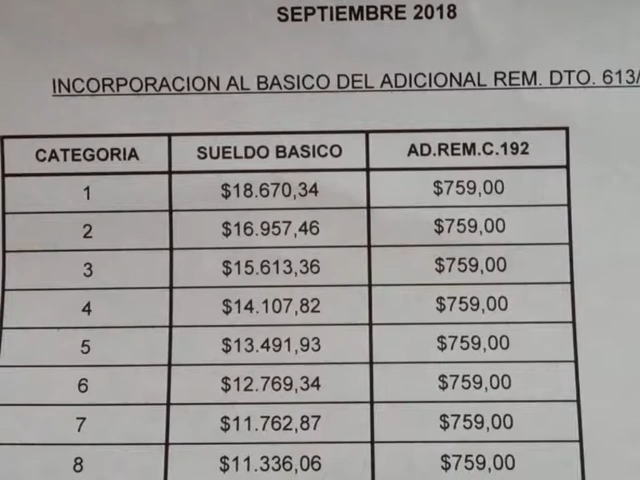 SEPTIEMBRE 2018
INCORPORACION AL BASICO DEL ADICIONAL REM. DTO. 613/
CATEGORIA SUELDO BASICO AD.REM.C.192
1 $18.670,34 $759,00
2 $16.957,46 $759,00
3 $15.613,36 $759,00
4 $14.107,82 $759,00
5 $13.491,93 $759,00
6 $12.769,34 $759,00
7 $11.762,87 $759,00
8 $11.336,06 $759,00